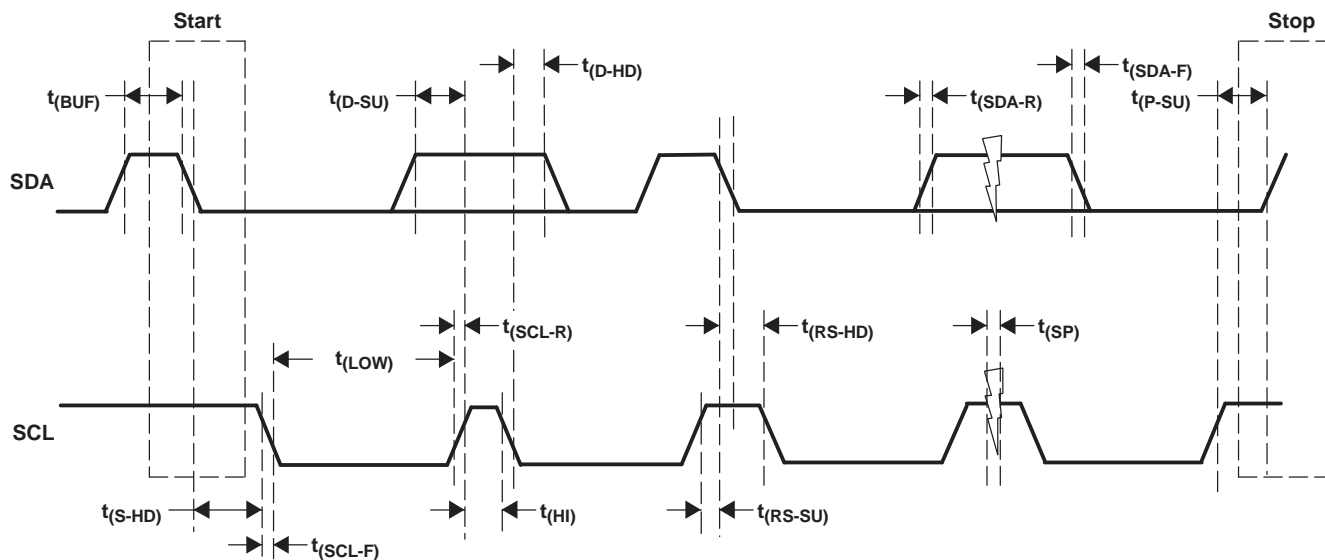 Start
Stop
t(D-HD)
t(SDA-F)
t(BUF)
t(D-SU)
t(SDA-R)
t(P-SU)
SDA
t(SCL-R)
t(RS-HD)
t(SP)
t(LOW)
SCL
t(S-HD)
t(HI)
t(RS-SU)
t(SCL-F)